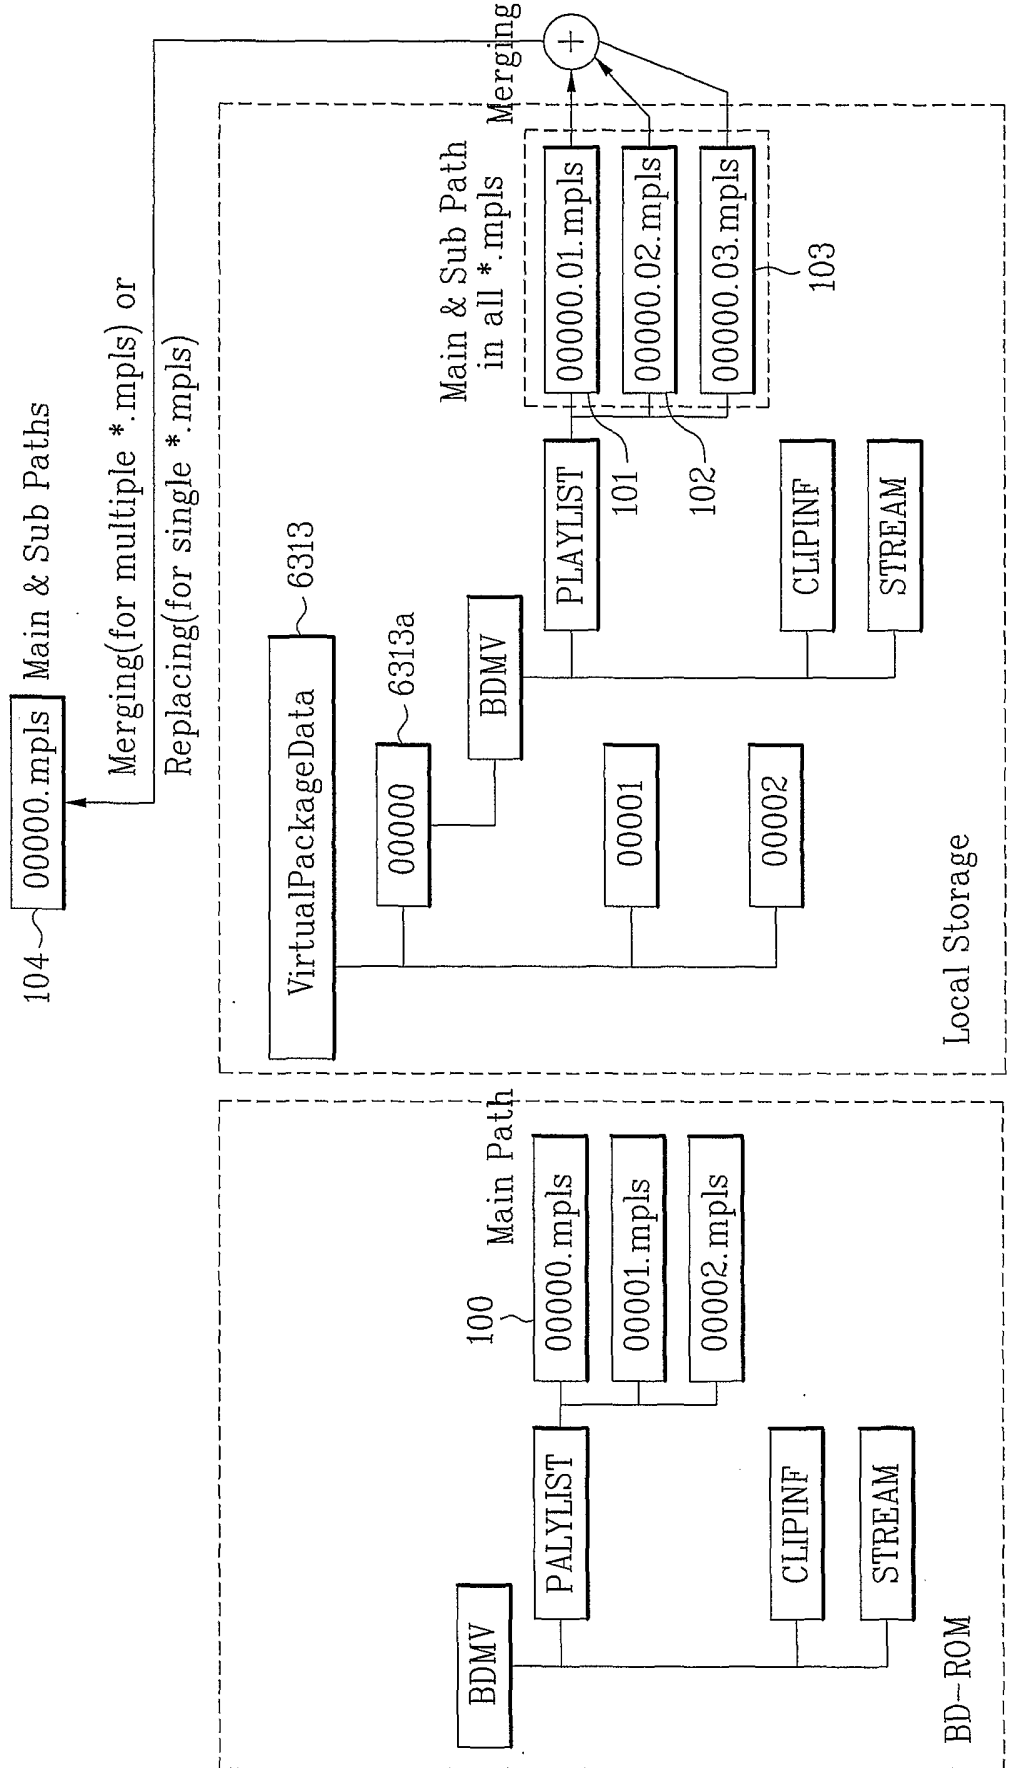 104
00000.mpls
Main & Sub Paths
Merging(for multiple *.mpls) or
Replacing(for single *.mpls)
Merging
+
BDMV
PALYLIST
CLIPINF
STREAM
100
Main Path
00000.mpls
00001.mpls
00002.mpls
BD-ROM
VirtualPackageData
6313
00000
6313a
00001
00002
BDMV
PLAYLIST
CLIPINF
STREAM
Main & Sub Path
in all *.mpls
00000.01.mpls
00000.02.mpls
00000.03.mpls
101
102
103
Local Storage